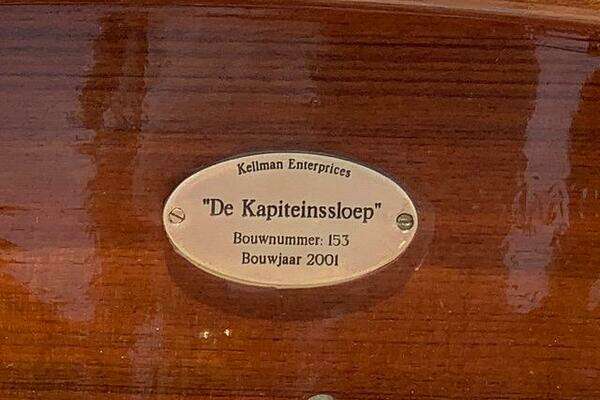 Kellman Enterprices
"De Kapiteinssloep"
Bouwnummer: 153
Bouwjaar 2001